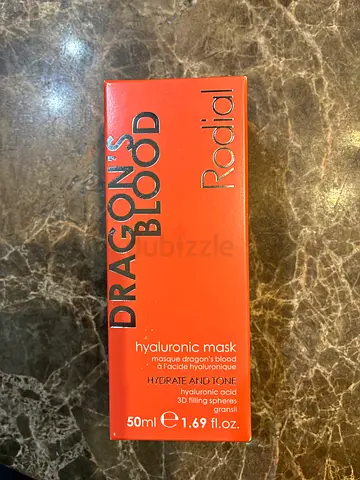 DRAGON'S
BLOOD
Rodial
dubizzle
hyaluronic mask
masque dragon's blood
à l'acide hyaluronique
HYDRATE AND TONE
hyaluronic acid
3D filling spheres
gransil
50ml ℮ 1.69 fl.oz.